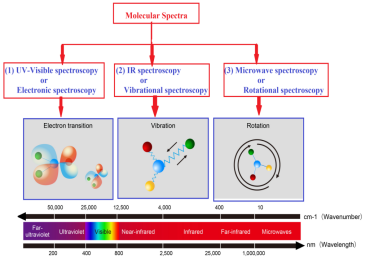 Molecular Spectra
(1) UV-Visible spectroscopy
or
Electronic spectroscopy
(2) IR spectroscopy
or
Vibrational spectroscopy
(3) Microwave spectroscopy
or
Rotational spectroscopy
Electron transition
Vibration
Rotation
50,000 25,000 12,500 4,000 400 10
cm-1 (Wavenumber)
Far-ultraviolet Ultraviolet Visible Near-infrared Infrared Far-infrared Microwaves
nm (Wavelength)
200 400 800 2,500 25,000 1,000,000